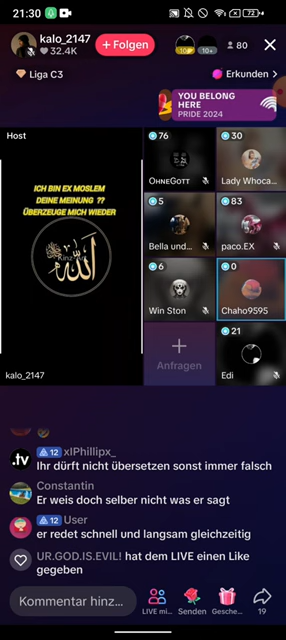 21:30
72
kalo_2147
32.4K
+ Folgen
10
10+
80
Liga C3
Erkunden >
YOU BELONG
HERE
PRIDE 2024
Host
ICH BIN EX MOSLEM
DEINE MEINUNG ??
ÜBERZEUGE MICH WIEDER
الله
kalo_2147
76
OʜɴᴇGᴏᴛᴛ
30
Lady Whoca...
5
Bella und...
83
paco.EX
6
Win Ston
0
Chaho9595
Anfragen
21
Edi
.tv
12 xIPhillipx_
Ihr dürft nicht übersetzen sonst immer falsch
Constantin
Er weis doch selber nicht was er sagt
12 User
er redet schnell und langsam gleichzeitig
UR.GOD.IS.EVIL! hat dem LIVE einen Like
gegeben
Kommentar hinz...
LIVE mi...
Senden
Gesche...
19